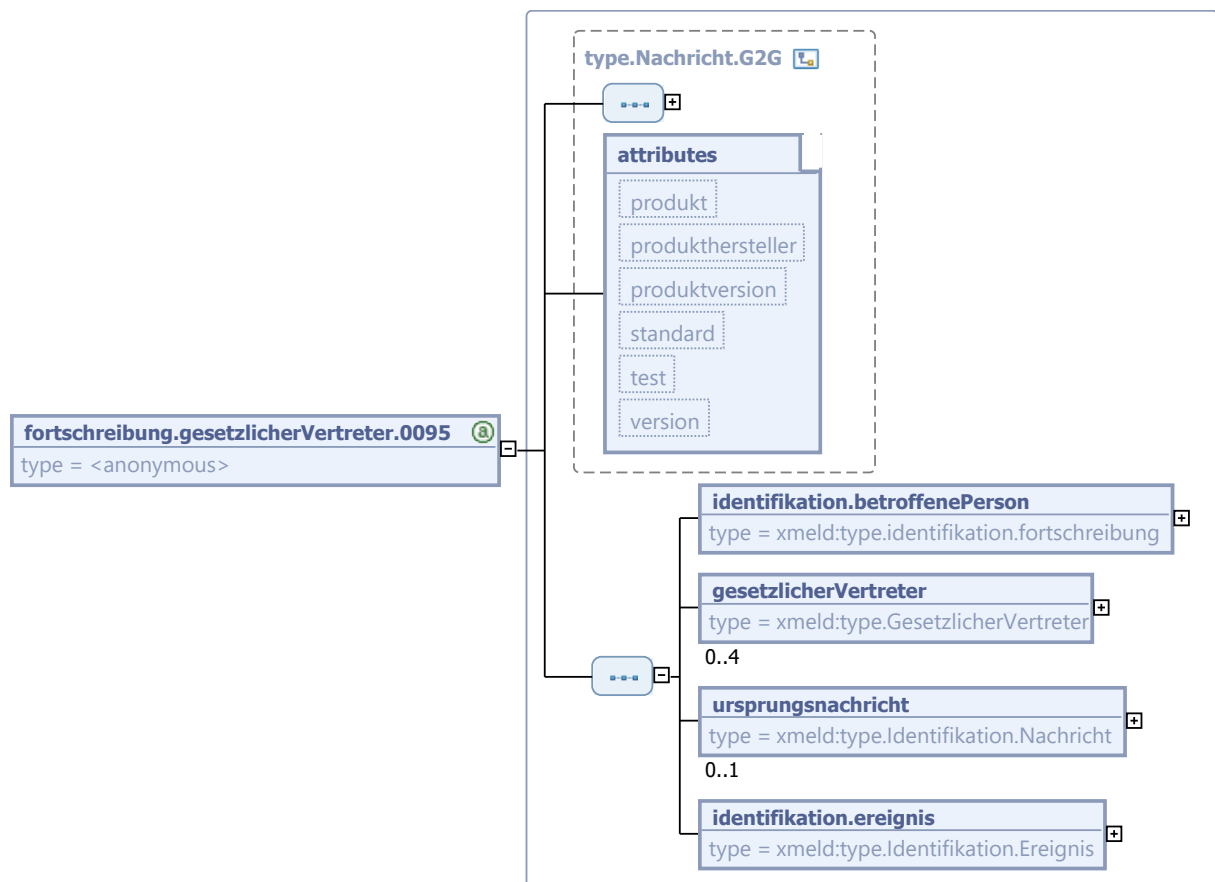 type.Nachricht.G2G
attributes
produkt
produkthersteller
produktversion
standard
test
version
fortschreibung.gesetzlicherVertreter.0095 a
type = <anonymous>
identifikation.betroffenePerson
type = xmeld:type.identifikation.fortschreibung
gesetzlicherVertreter
type = xmeld:type.GesetzlicherVertreter
0..4
ursprungsnachricht
type = xmeld:type.Identifikation.Nachricht
0..1
identifikation.ereignis
type = xmeld:type.Identifikation.Ereignis